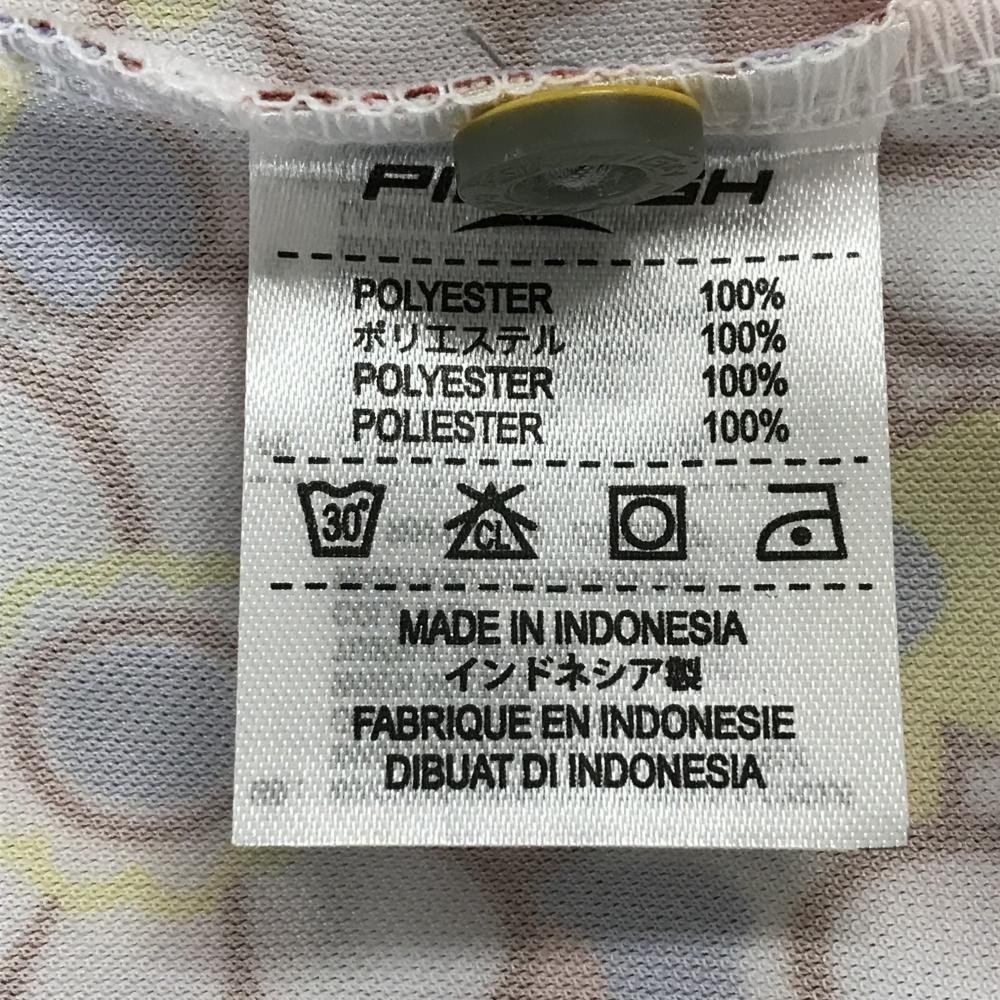 POLYESTER 100%
ポリエステル 100%
POLYESTER 100%
POLIESTER 100%
30°
CL
MADE IN INDONESIA
インドネシア製
FABRIQUE EN INDONESIE
DIBUAT DI INDONESIA